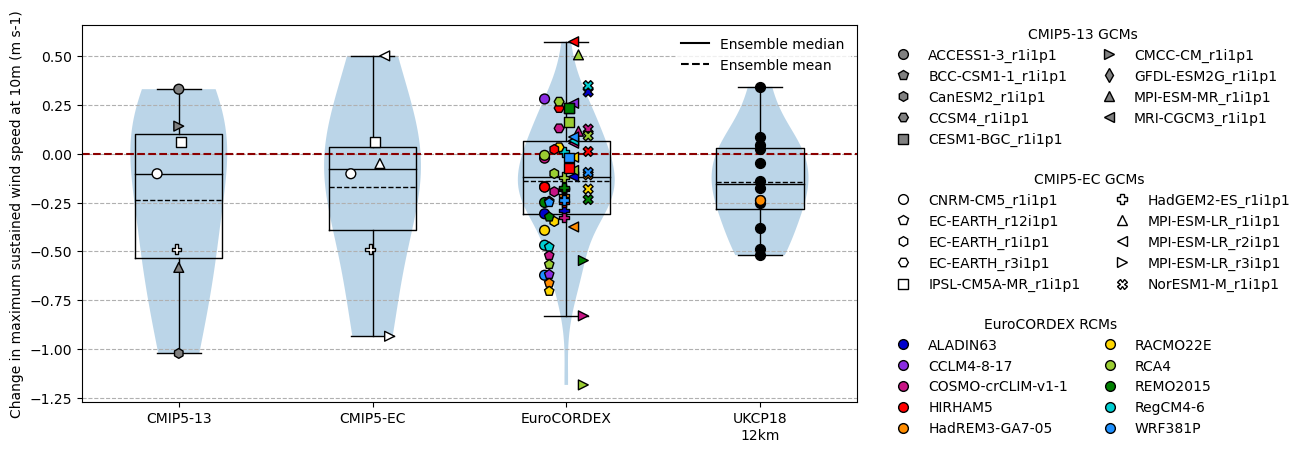 Change in maximum sustained wind speed at 10m (m s-1)
0.50
0.25
0.00
−0.25
−0.50
−0.75
−1.00
−1.25
CMIP5-13
CMIP5-EC
EuroCORDEX
UKCP18
12km
Ensemble median
Ensemble mean
CMIP5-13 GCMs
ACCESS1-3_r1i1p1
BCC-CSM1-1_r1i1p1
CanESM2_r1i1p1
CCSM4_r1i1p1
CESM1-BGC_r1i1p1
CMCC-CM_r1i1p1
GFDL-ESM2G_r1i1p1
MPI-ESM-MR_r1i1p1
MRI-CGCM3_r1i1p1
CMIP5-EC GCMs
CNRM-CM5_r1i1p1
EC-EARTH_r12i1p1
EC-EARTH_r1i1p1
EC-EARTH_r3i1p1
IPSL-CM5A-MR_r1i1p1
HadGEM2-ES_r1i1p1
MPI-ESM-LR_r1i1p1
MPI-ESM-LR_r2i1p1
MPI-ESM-LR_r3i1p1
NorESM1-M_r1i1p1
EuroCORDEX RCMs
ALADIN63
CCLM4-8-17
COSMO-crCLIM-v1-1
HIRHAM5
HadREM3-GA7-05
RACMO22E
RCA4
REMO2015
RegCM4-6
WRF381P